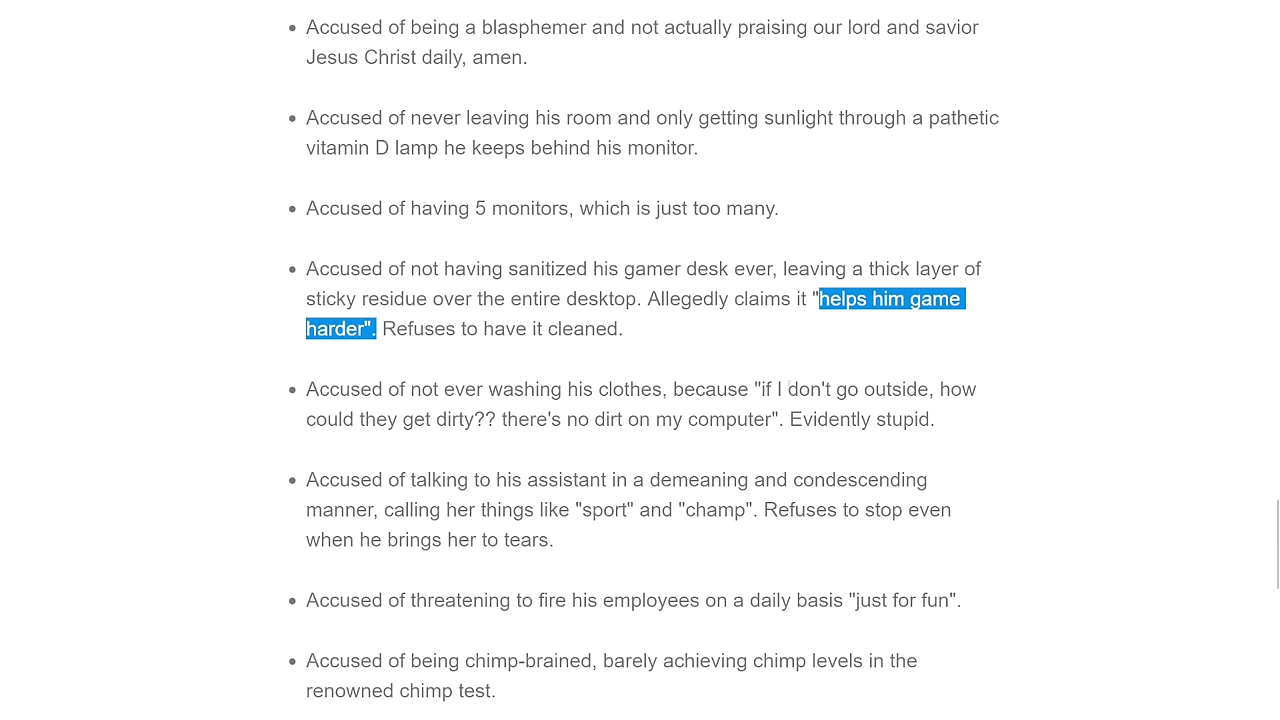 Accused of being a blasphemer and not actually praising our lord and savior
Jesus Christ daily, amen.
Accused of never leaving his room and only getting sunlight through a pathetic
vitamin D lamp he keeps behind his monitor.
Accused of having 5 monitors, which is just too many.
Accused of not having sanitized his gamer desk ever, leaving a thick layer of
sticky residue over the entire desktop. Allegedly claims it "helps him game
harder". Refuses to have it cleaned.
Accused of not ever washing his clothes, because "if I don't go outside, how
could they get dirty?? there's no dirt on my computer". Evidently stupid.
Accused of talking to his assistant in a demeaning and condescending
manner, calling her things like "sport" and "champ". Refuses to stop even
when he brings her to tears.
Accused of threatening to fire his employees on a daily basis "just for fun".
Accused of being chimp-brained, barely achieving chimp levels in the
renowned chimp test.